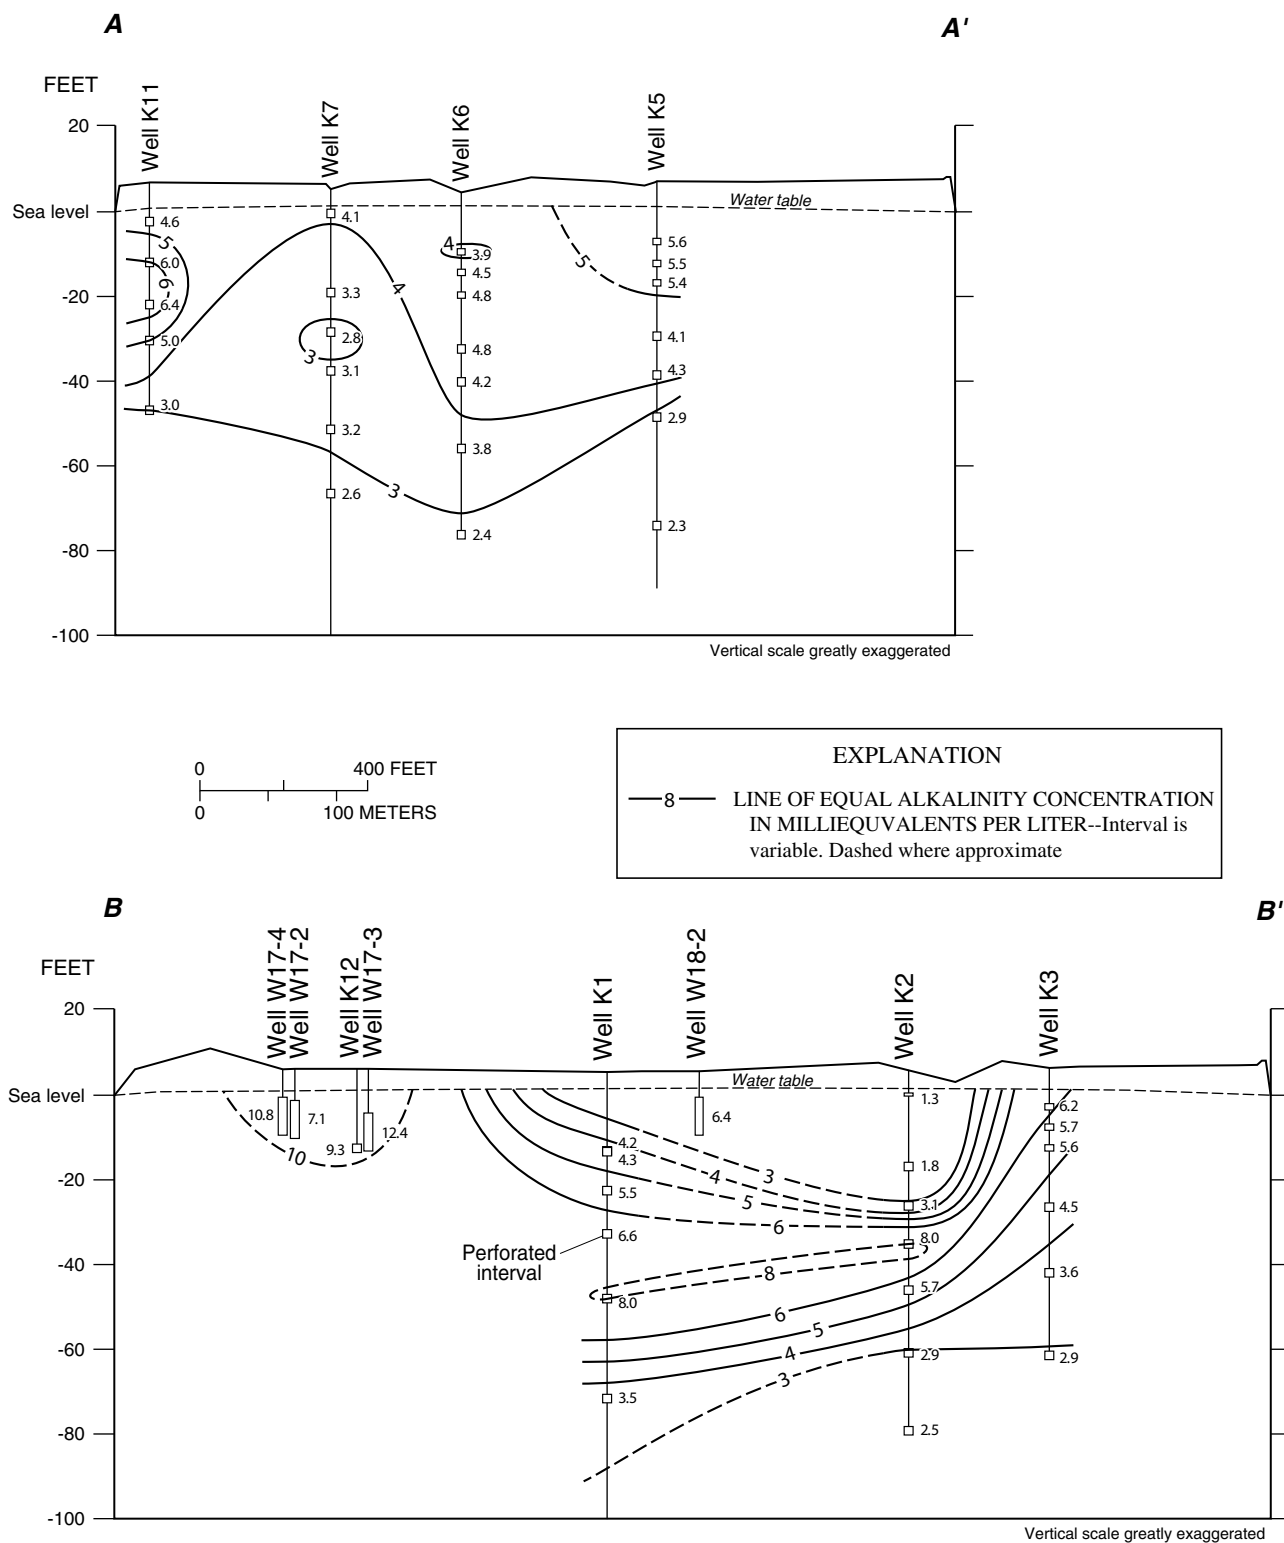 A
A'
FEET
Well K11
Well K7
Well K6
Well K5
20
Sea level
-20
-40
-60
-80
-100
Water table
4.6
5
6.0
6
6.4
5.0
3.0
4.1
3.3
2.8
3
3.1
3.2
2.6
4
3
4
3.9
4.5
4.8
4.8
4.2
3.8
2.4
5
5.6
5.5
5.4
4.1
4.3
2.9
2.3
Vertical scale greatly exaggerated
0 400 FEET
0 100 METERS
EXPLANATION
8 LINE OF EQUAL ALKALINITY CONCENTRATION
IN MILLIEQUVALENTS PER LITER--Interval is
variable. Dashed where approximate
B
B'
FEET
Well W17-4
Well W17-2
Well K12
Well W17-3
Well K1
Well W18-2
Well K2
Well K3
20
Sea level
-20
-40
-60
-80
-100
Water table
10.8
7.1
9.3
12.4
10
4.2
4.3
5.5
6.6
8.0
3.5
Perforated
interval
6.4
3
4
5
6
8
6
5
4
3
1.3
1.8
3.1
8.0
5.7
2.9
2.5
6.2
5.7
5.6
4.5
3.6
2.9
Vertical scale greatly exaggerated